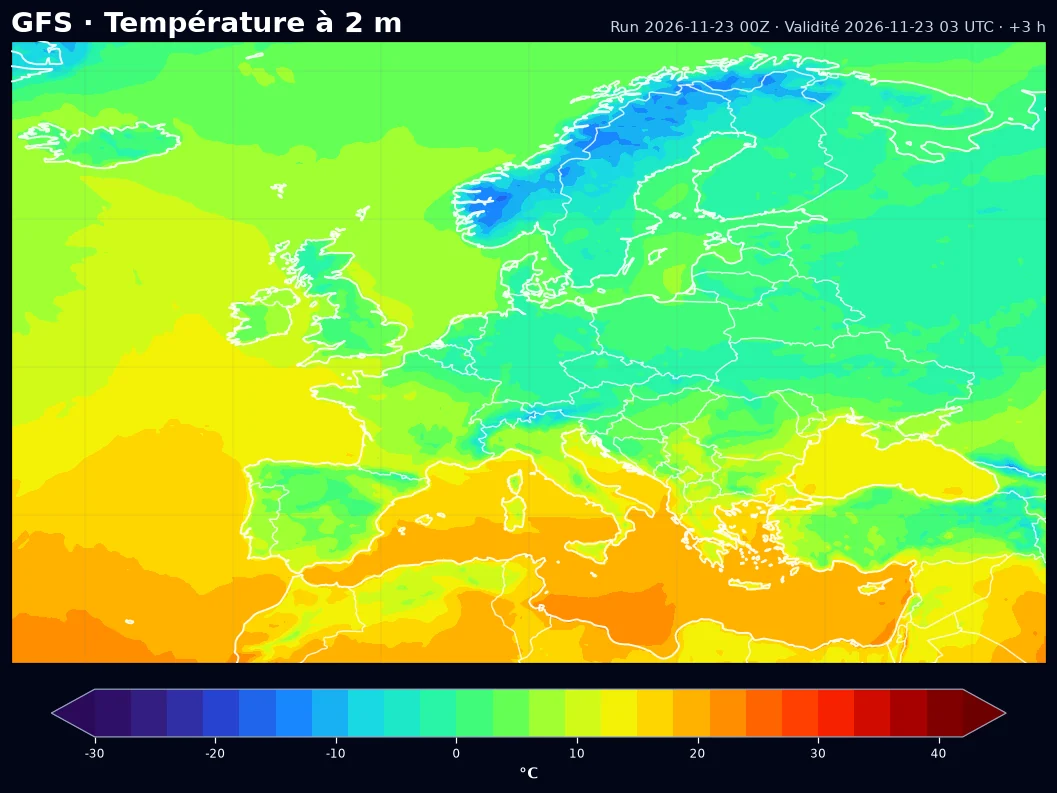 GFS · Température à 2 m
Run 2026-11-23 00Z · Validité 2026-11-23 03 UTC · +3 h
-30 -20 -10 0 10 20 30 40
°C